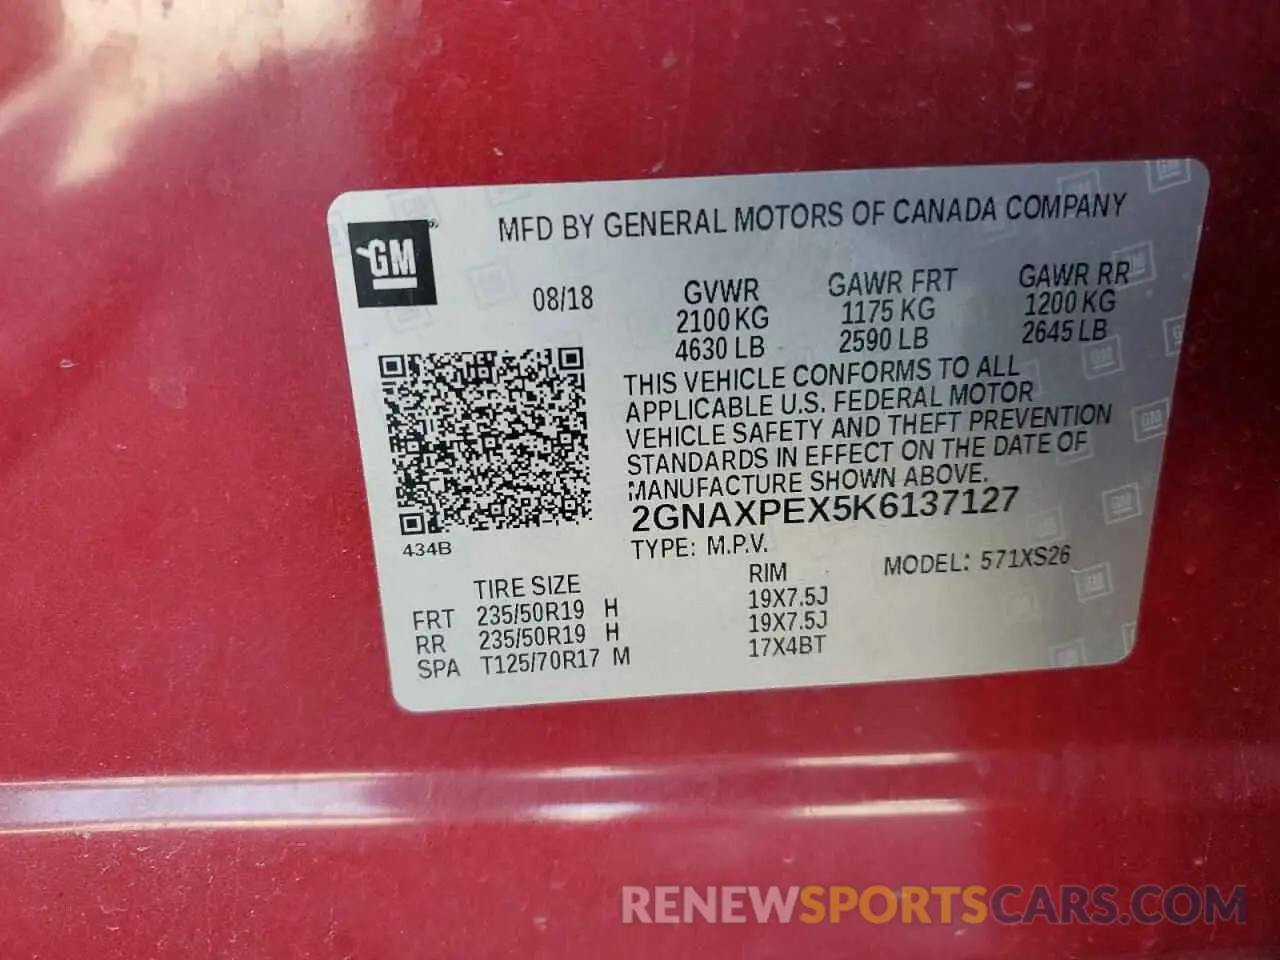 MFD BY GENERAL MOTORS OF CANADA COMPANY
GM
08/18
GVWR
2100 KG
4630 LB
GAWR FRT
1175 KG
2590 LB
GAWR RR
1200 KG
2645 LB
THIS VEHICLE CONFORMS TO ALL
APPLICABLE U.S. FEDERAL MOTOR
VEHICLE SAFETY AND THEFT PREVENTION
STANDARDS IN EFFECT ON THE DATE OF
MANUFACTURE SHOWN ABOVE.
2GNAXPEX5K6137127
434B
TYPE: M.P.V.
MODEL: 571XS26
TIRE SIZE RIM
FRT 235/50R19 H 19X7.5J
RR 235/50R19 H 19X7.5J
SPA T125/70R17 M 17X4BT
RENEWSPORTSCARS.COM